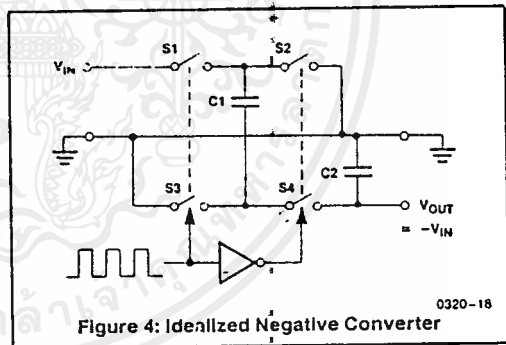 S1
S2
VIN
C1
C2
S3
S4
VOUT
= -VIN
0320-18
Figure 4: Idealized Negative Converter